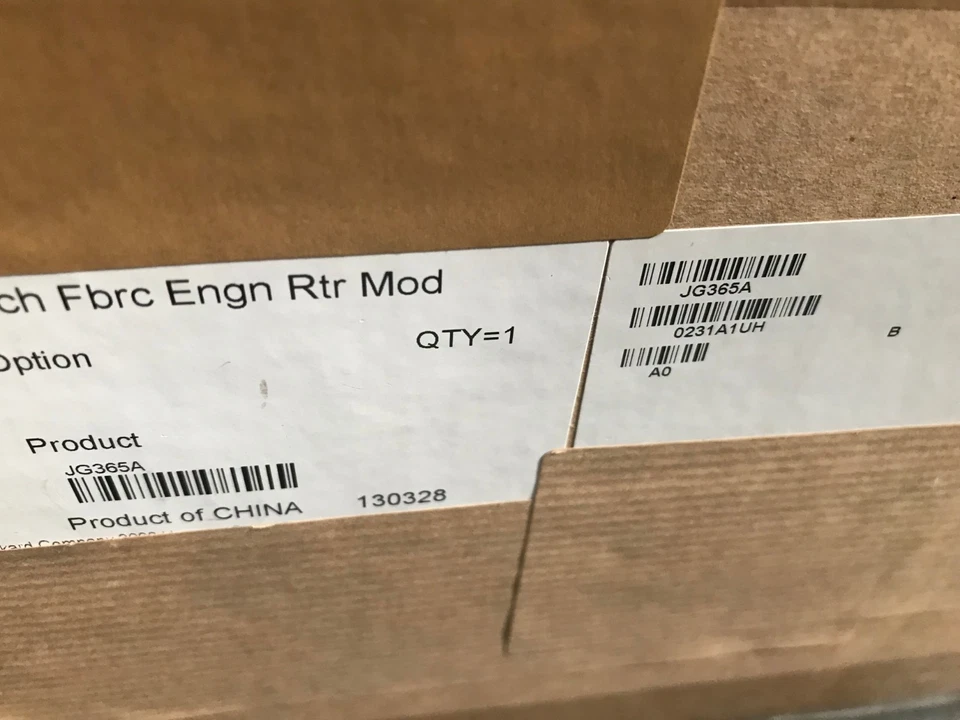 ch Fbrc Engn Rtr Mod
Option
QTY=1
Product
JG365A
Product of CHINA
130328
JG365A
0231A1UH
B
A0